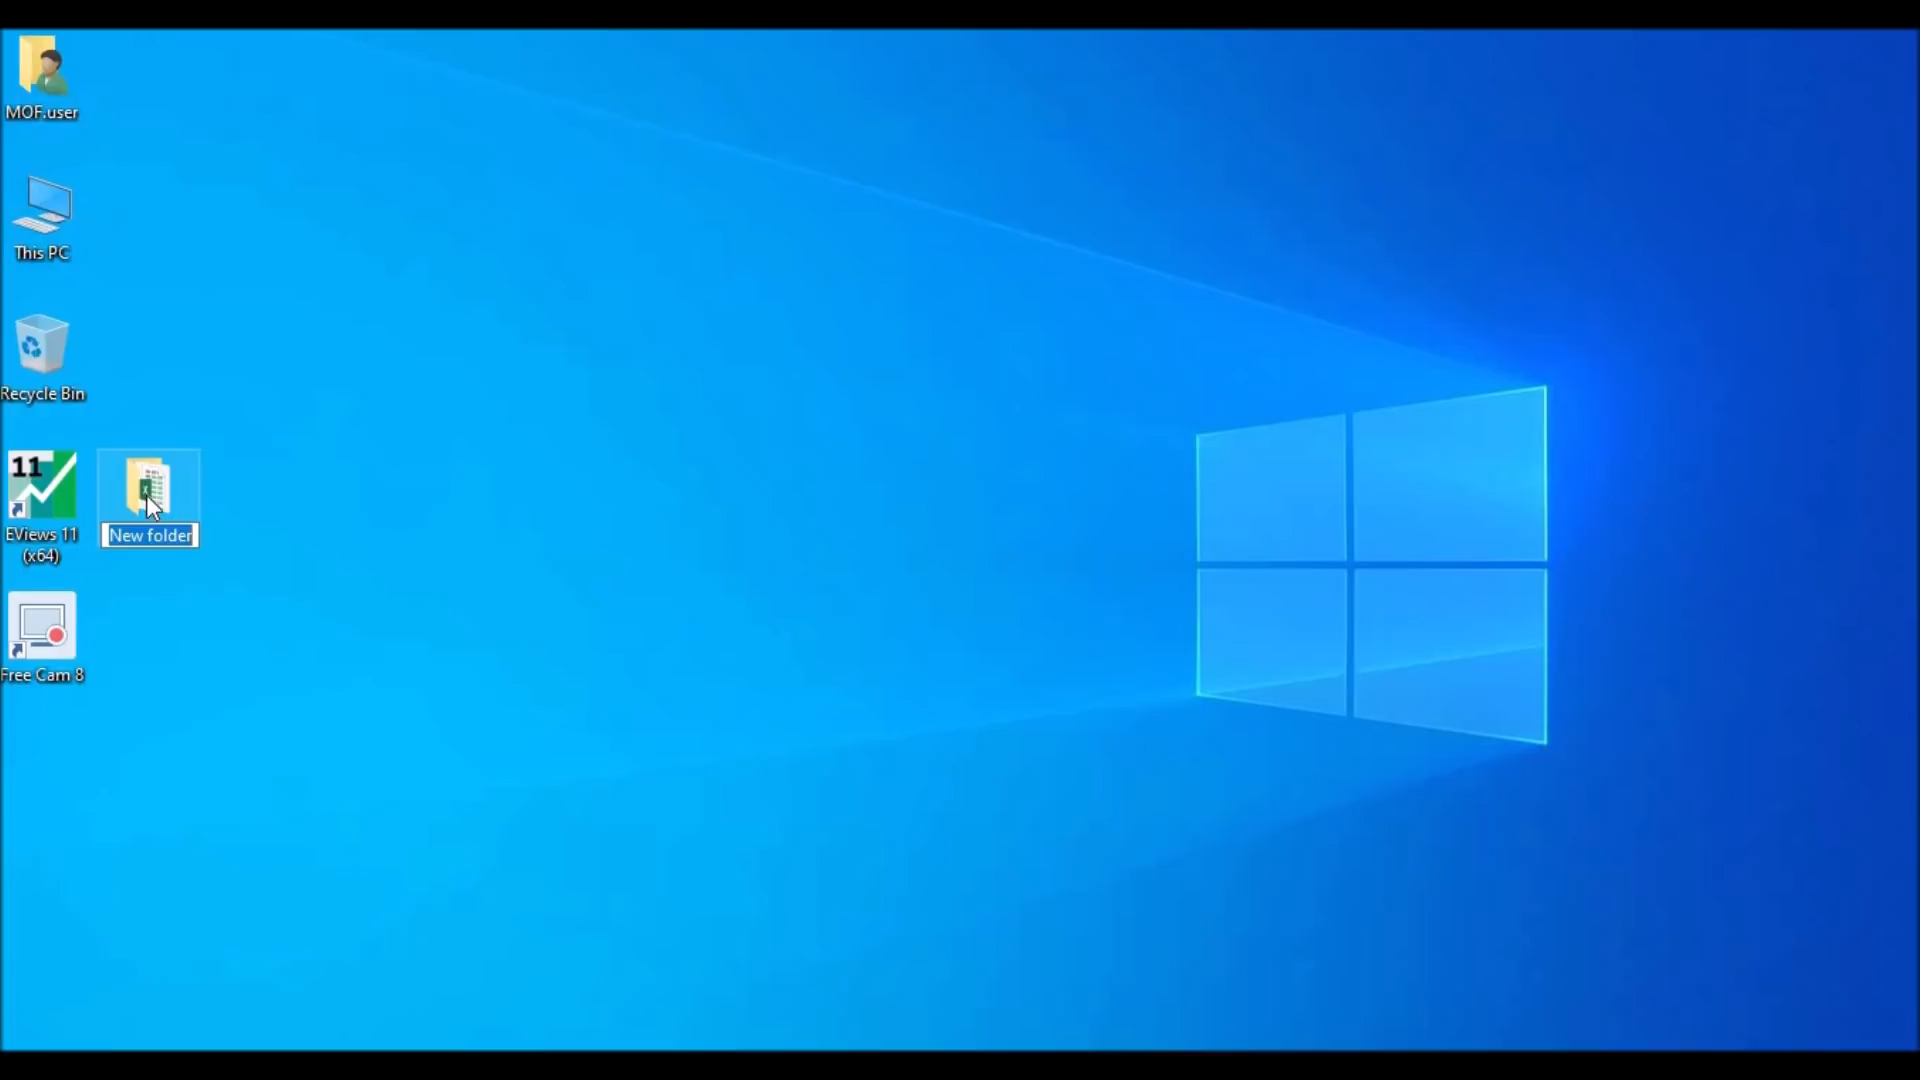 MOF.user
This PC
Recycle Bin
11
EViews 11
(x64)
New folder
Free Cam 8